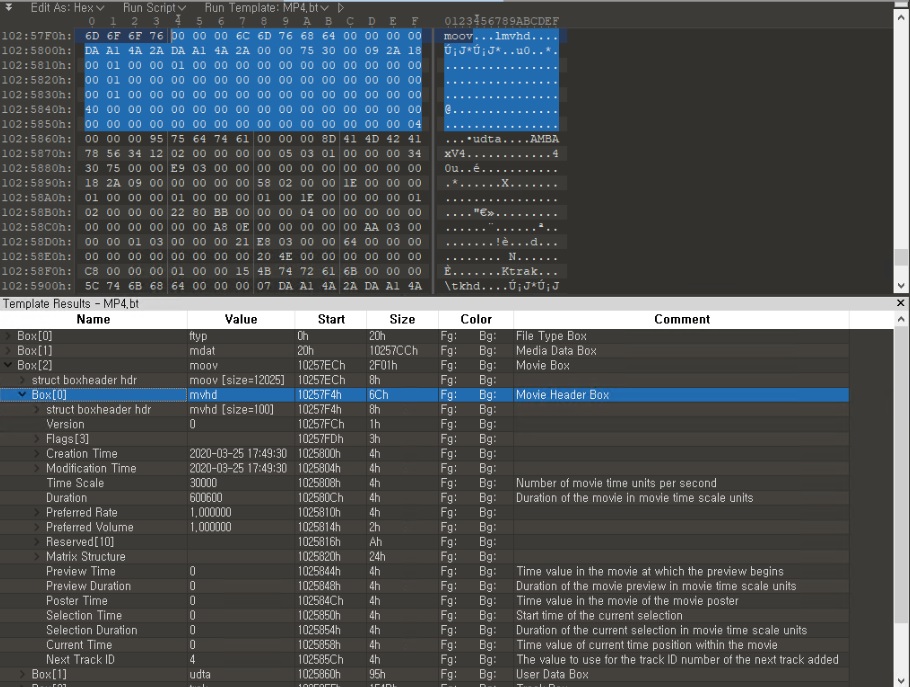 Edit As: Hex Run Script Run Template: MP4,bt
0 1 2 3 4 5 6 7 8 9 A B C D E F 0123456789ABCDEF
102:57F0h: 6D 6F 6F 76 00 00 00 6C 6D 76 68 64 00 00 00 00 moov...lmvhd....
102:5800h: DA A1 4A 2A DA A1 4A 2A 00 00 75 30 00 09 2A 18 Ú¡J*Ú¡J*..u0..*.
102:5810h: 00 01 00 00 01 00 00 00 00 00 00 00 00 00 00 00 ................
102:5820h: 00 01 00 00 00 00 00 00 00 00 00 00 00 00 00 00 ................
102:5830h: 00 01 00 00 00 00 00 00 00 00 00 00 00 00 00 00 ................
102:5840h: 40 00 00 00 00 00 00 00 00 00 00 00 00 00 00 00 @...............
102:5850h: 00 00 00 00 00 00 00 00 00 00 00 00 00 00 00 04 ................
102:5860h: 00 00 00 95 75 64 74 61 00 00 00 8D 41 4D 42 41 ...•udta....AMBA
102:5870h: 78 56 34 12 02 00 00 00 00 05 03 01 00 00 00 34 xV4............4
102:5880h: 30 75 00 00 E9 03 00 00 00 00 00 00 00 00 00 00 0u..é...........
102:5890h: 18 2A 09 00 00 00 00 00 58 02 00 00 1E 00 00 00 .*......X.......
102:58A0h: 01 00 00 01 00 00 00 01 00 1E 00 00 00 01 ................
102:58B0h: 02 00 00 00 22 80 BB 00 00 00 04 00 00 00 00 00 ...."€».........
102:58C0h: 00 00 00 00 00 00 A8 0E 00 00 00 00 00 AA 03 00 ......¨......ª..
102:58D0h: 00 00 01 03 00 00 00 21 E8 03 00 00 64 00 00 00 .......!è...d...
102:58E0h: 00 00 00 00 00 00 00 00 20 4E 00 00 00 00 00 00 ........ N......
102:58F0h: C8 00 00 00 01 00 00 15 4B 74 72 61 6B 00 00 00 È.......Ktrak...
102:5900h: 5C 74 6B 68 64 00 00 00 07 DA A1 4A 2A DA A1 4A \tkhd....Ú¡J*Ú¡J
Template Results - MP4,bt
Name Value Start Size Color Comment
Box[0] ftyp 0h 20h Fg: Bg: File Type Box
Box[1] mdat 20h 10257CCh Fg: Bg: Media Data Box
Box[2] moov 10257ECh 2F01h Fg: Bg: Movie Box
struct boxheader hdr moov [size=12025] 10257ECh 8h Fg: Bg:
Box[0] mvhd 10257F4h 6Ch Fg: Bg: Movie Header Box
struct boxheader hdr mvhd [size=100] 10257F4h 8h Fg: Bg:
Version 0 10257FCh 1h Fg: Bg:
Flags[3] 10257FDh 3h Fg: Bg:
Creation Time 2020-03-25 17:49:30 1025800h 4h Fg: Bg:
Modification Time 2020-03-25 17:49:30 1025804h 4h Fg: Bg:
Time Scale 30000 1025808h 4h Fg: Bg: Number of movie time units per second
Duration 600600 102580Ch 4h Fg: Bg: Duration of the movie in movie time scale units
Preferred Rate 1,000000 1025810h 4h Fg: Bg:
Preferred Volume 1,000000 1025814h 2h Fg: Bg:
Reserved[10] 1025816h Ah Fg: Bg:
Matrix Structure 1025820h 24h Fg: Bg:
Preview Time 0 1025844h 4h Fg: Bg: Time value in the movie at which the preview begins
Preview Duration 0 1025848h 4h Fg: Bg: Duration of the movie preview in movie time scale units
Poster Time 0 102584Ch 4h Fg: Bg: Time value in the movie of the movie poster
Selection Time 0 1025850h 4h Fg: Bg: Start time of the current selection
Selection Duration 0 1025854h 4h Fg: Bg: Duration of the current selection in movie time scale units
Current Time 0 1025858h 4h Fg: Bg: Time value of current time position within the movie
Next Track ID 4 102585Ch 4h Fg: Bg: The value to use for the track ID number of the next track added
Box[1] udta 1025860h 95h Fg: Bg: User Data Box